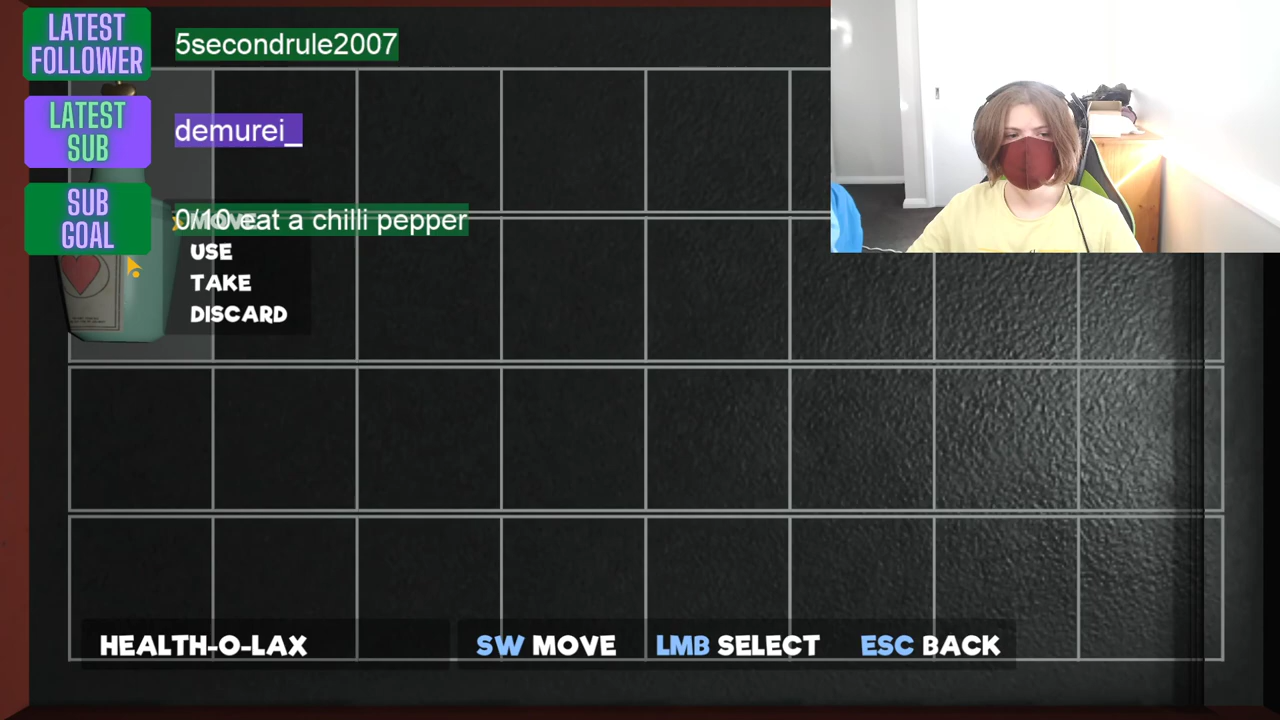 LATEST
FOLLOWER
5secondrule2007
LATEST
SUB
demurei_
SUB
GOAL
0/10 eat a chilli pepper
MOVE
USE
TAKE
DISCARD
HEALTH-O-LAX
SW MOVE
LMB SELECT
ESC BACK